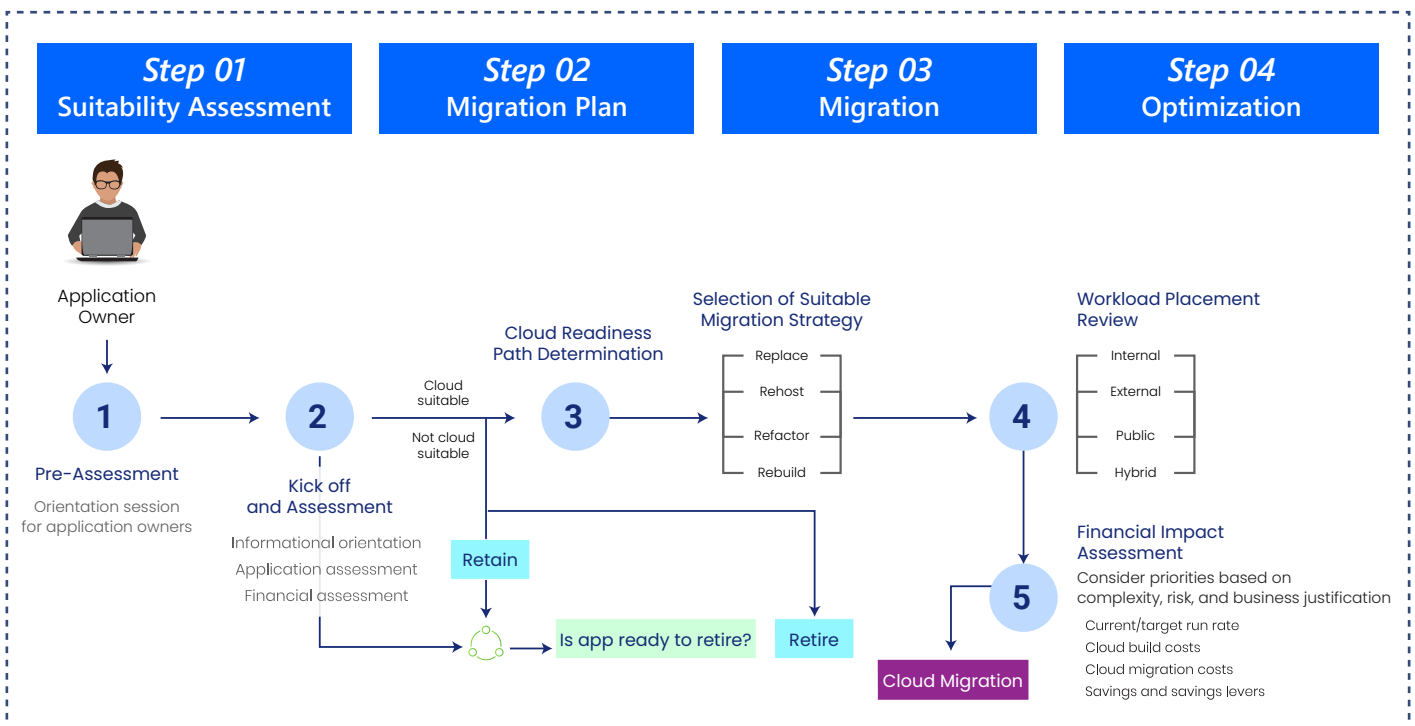 Step 01
Suitability Assessment
Step 02
Migration Plan
Step 03
Migration
Step 04
Optimization
Application
Owner
1
Pre-Assessment
Orientation session
for application owners
2
Kick off
and Assessment
Informational orientation
Application assessment
Financial assessment
Cloud
suitable
Not cloud
suitable
Retain
Is app ready to retire?
Retire
Cloud Readiness
Path Determination
3
Selection of Suitable
Migration Strategy
Replace
Rehost
Refactor
Rebuild
4
Workload Placement
Review
Internal
External
Public
Hybrid
5
Financial Impact
Assessment
Consider priorities based on
complexity, risk, and business justification
Current/target run rate
Cloud build costs
Cloud migration costs
Savings and savings levers
Cloud Migration